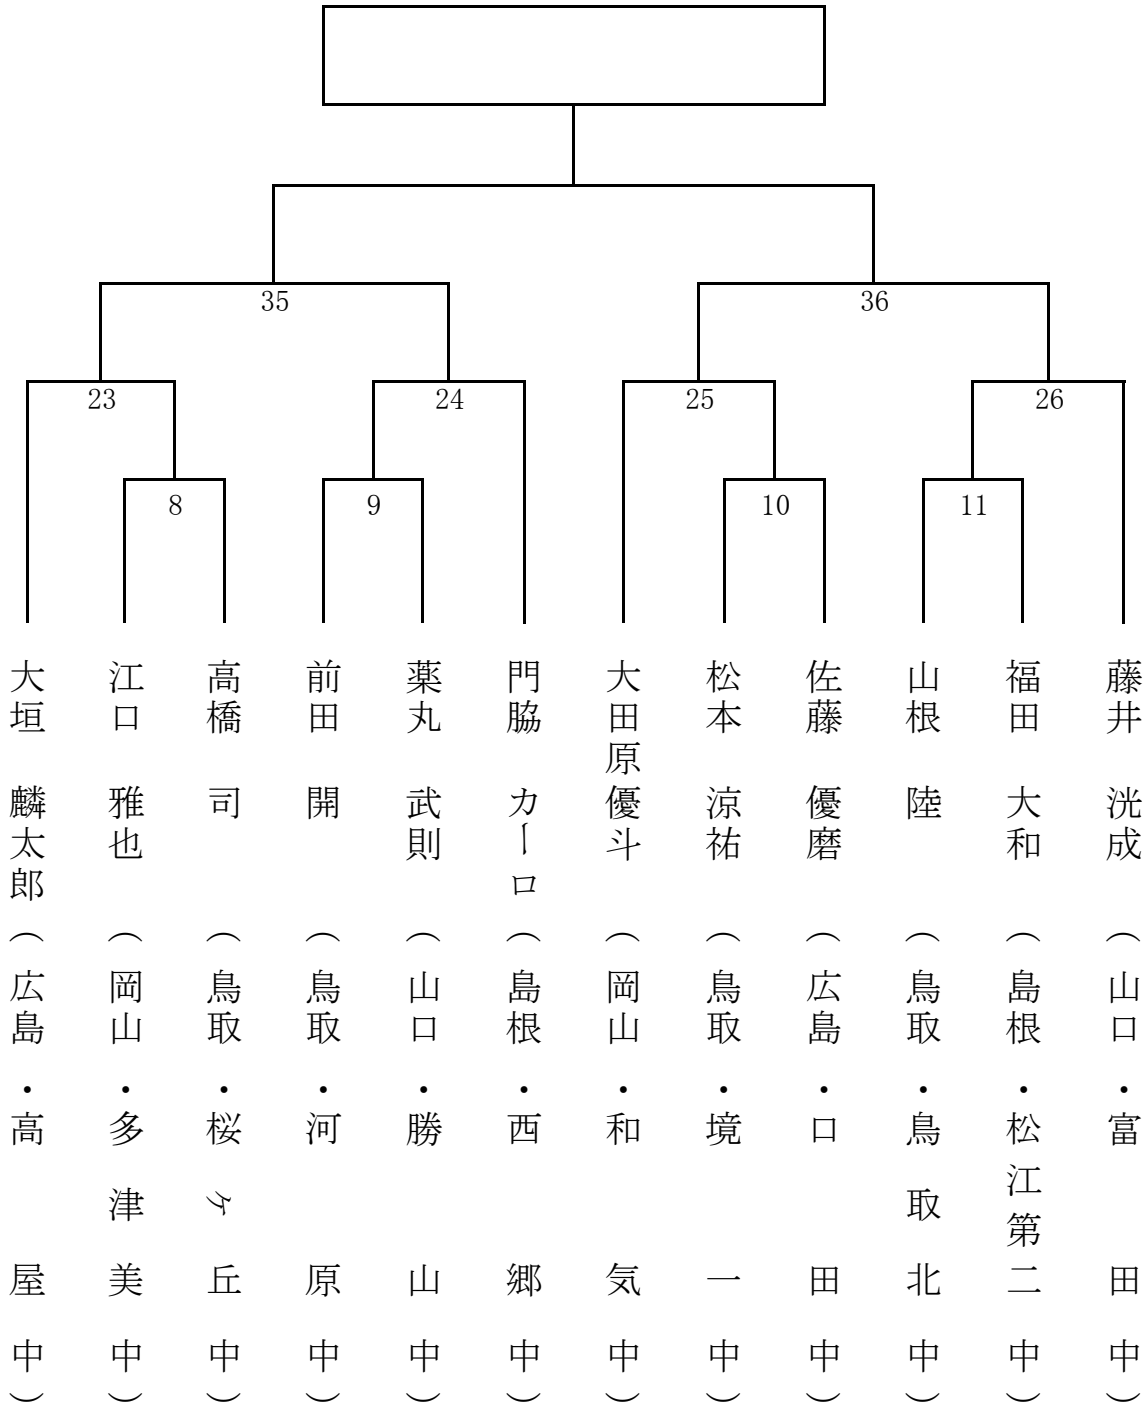 35
36
23
24
25
26
8
9
10
11
大垣 麟太郎（広島・高屋中）
江口 雅也（岡山・多津美中）
高橋 司（鳥取・桜ヶ丘中）
前田 開（鳥取・河原中）
薬丸 武則（山口・勝山中）
門脇 カーロ（島根・西郷中）
大田原 優斗（岡山・和気中）
松本 涼祐（鳥取・境一中）
佐藤 優磨（広島・口田中）
山根 陸（鳥取・鳥取北中）
福田 大和（島根・松江第二中）
藤井 洸成（山口・富田中）